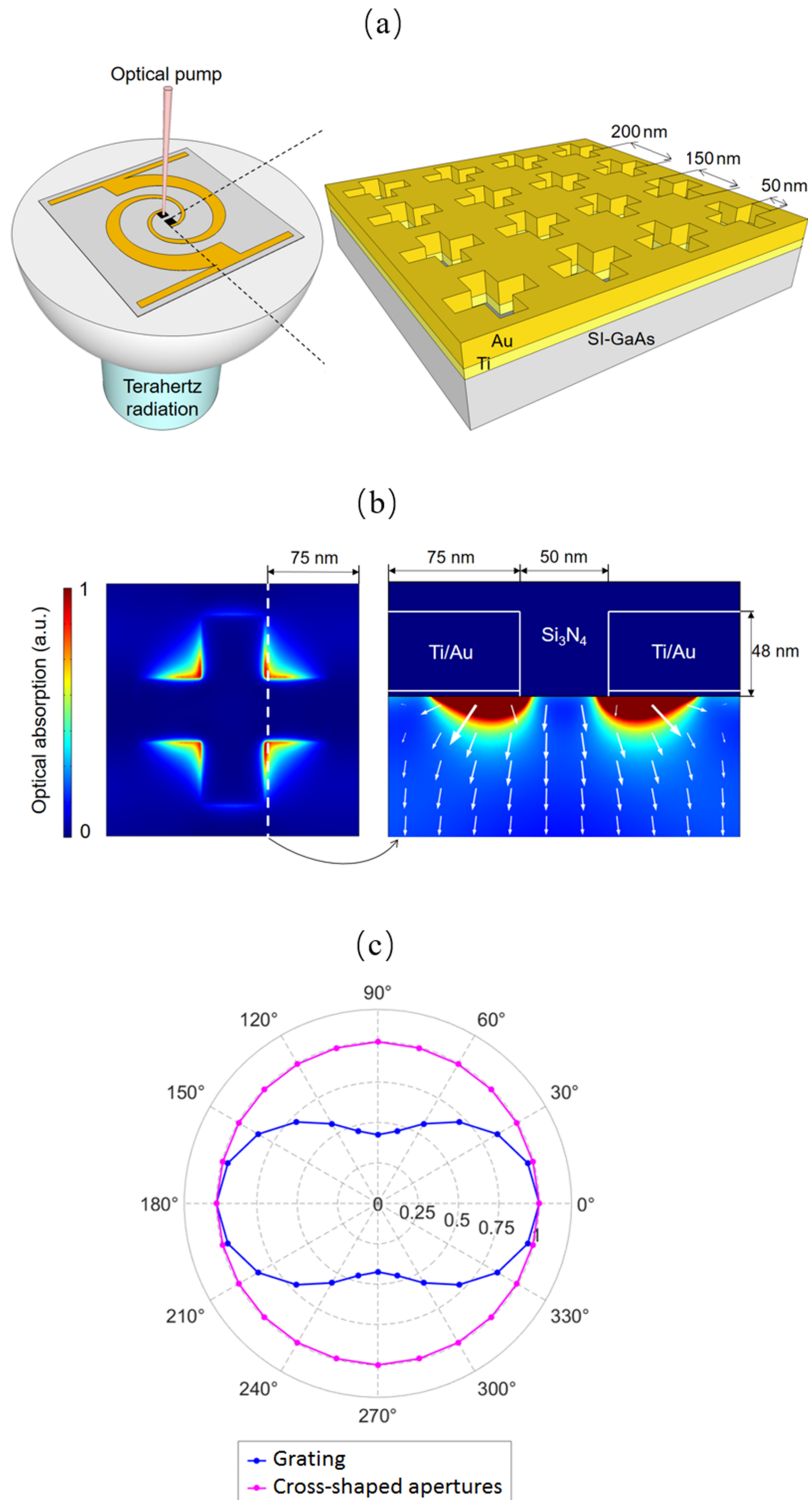 (a)
Optical pump
200 nm
150 nm
50 nm
Au
Ti
SI-GaAs
Terahertz
radiation
(b)
75 nm
75 nm
50 nm
1
Optical absorption (a.u.)
0
Ti/Au
Si₃N₄
Ti/Au
48 nm
(c)
90°
120°
60°
150°
30°
180°
0
0.25
0.5
0.75
1
0°
210°
330°
240°
300°
270°
Grating
Cross-shaped apertures